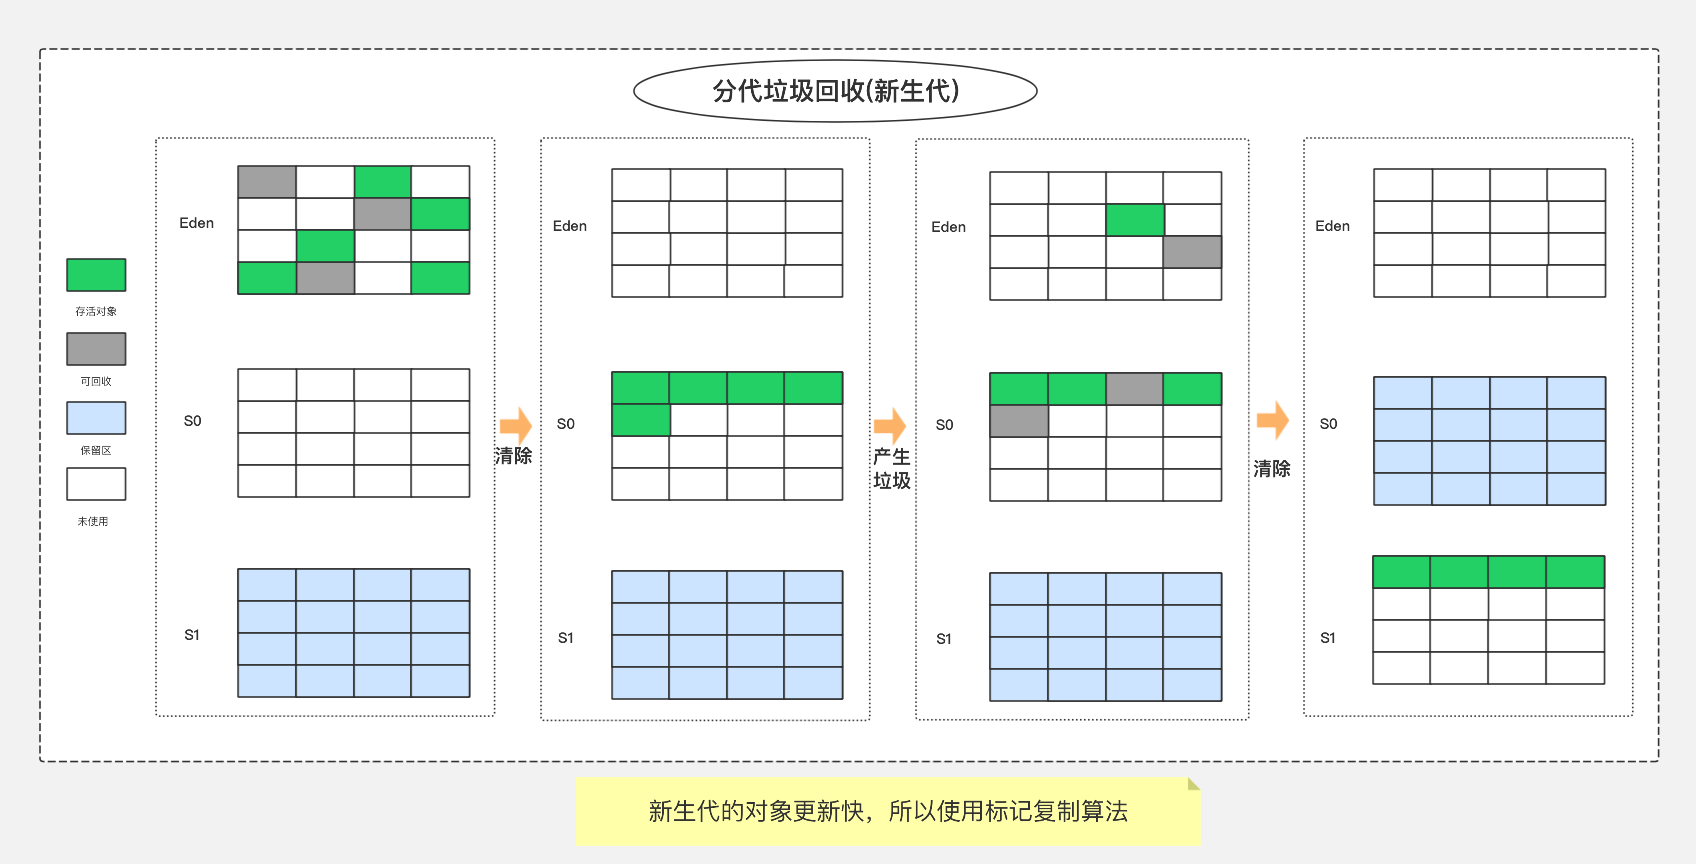 分代垃圾回收(新生代)
存活对象
可回收
保留区
未使用
Eden
S0
S1
清除
Eden
S0
S1
产生
垃圾
Eden
S0
S1
清除
Eden
S0
S1
新生代的对象更新快，所以使用标记复制算法